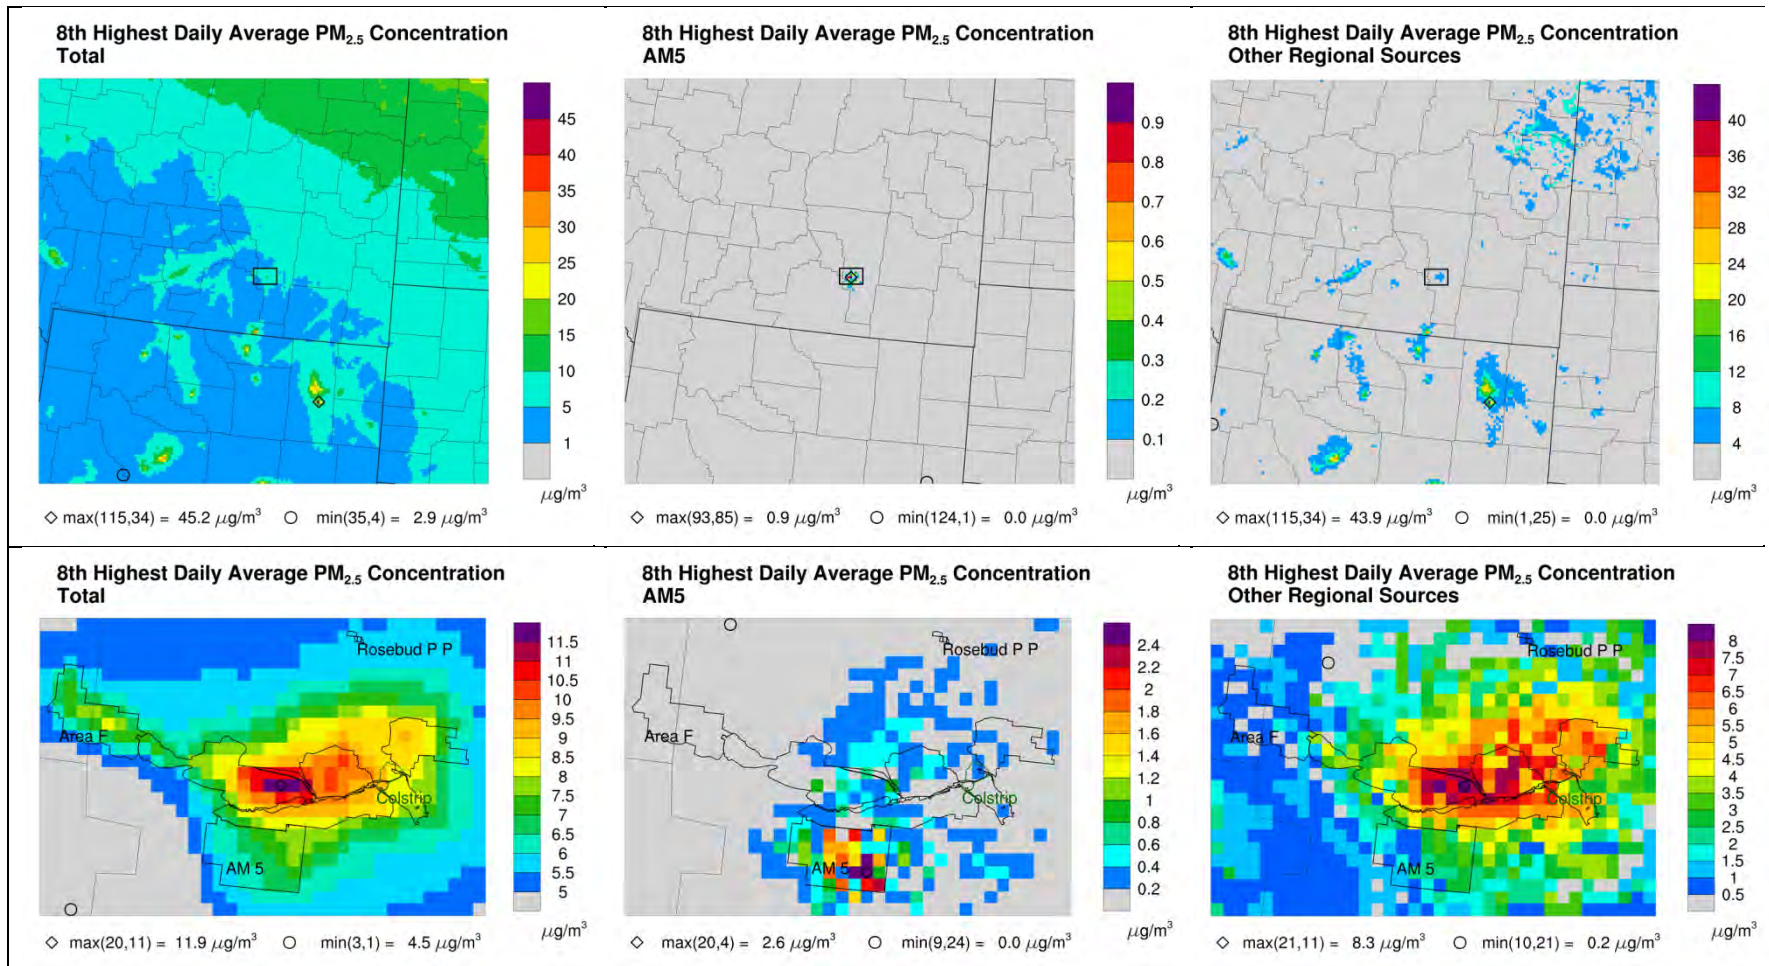 8th Highest Daily Average PM2.5 Concentration
Total
45
40
35
30
25
20
15
10
5
1
μg/m³
max(115,34) = 45.2 μg/m³
min(35,4) = 2.9 μg/m³
8th Highest Daily Average PM2.5 Concentration
AM5
0.9
0.8
0.7
0.6
0.5
0.4
0.3
0.2
0.1
μg/m³
max(93,85) = 0.9 μg/m³
min(124,1) = 0.0 μg/m³
8th Highest Daily Average PM2.5 Concentration
Other Regional Sources
40
36
32
28
24
20
16
12
8
4
μg/m³
max(115,34) = 43.9 μg/m³
min(1,25) = 0.0 μg/m³
8th Highest Daily Average PM2.5 Concentration
Total
Rosebud P P
Area F
Colstrip
AM 5
11.5
11
10.5
10
9.5
9
8.5
8
7.5
7
6.5
6
5.5
5
μg/m³
max(20,11) = 11.9 μg/m³
min(3,1) = 4.5 μg/m³
8th Highest Daily Average PM2.5 Concentration
AM5
Rosebud P P
Area F
Colstrip
AM 5
2.4
2.2
2
1.8
1.6
1.4
1.2
1
0.8
0.6
0.4
0.2
μg/m³
max(20,4) = 2.6 μg/m³
min(9,24) = 0.0 μg/m³
8th Highest Daily Average PM2.5 Concentration
Other Regional Sources
Rosebud P P
Area F
Colstrip
AM 5
8
7.5
7
6.5
6
5.5
5
4.5
4
3.5
3
2.5
2
1.5
1
0.5
μg/m³
max(21,11) = 8.3 μg/m³
min(10,21) = 0.2 μg/m³